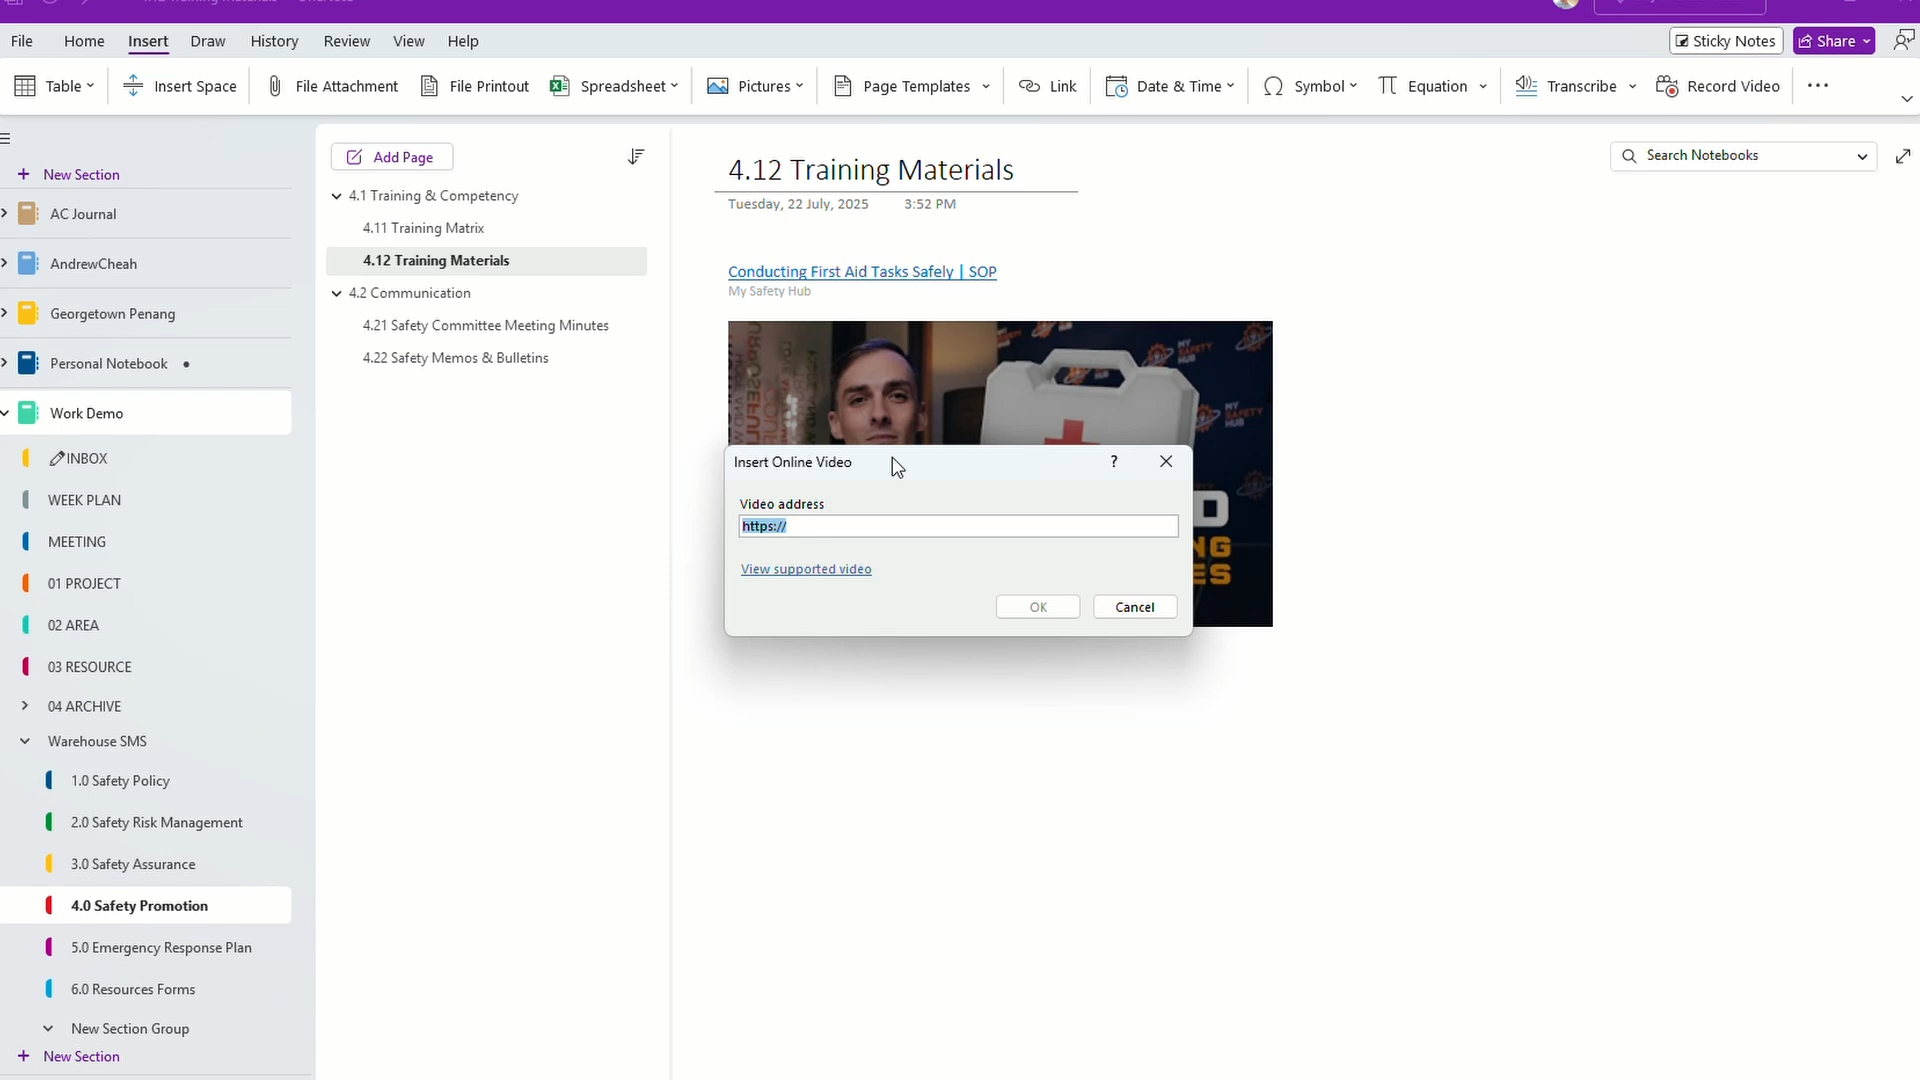 File Home Insert Draw History Review View Help
Sticky Notes Share
Table Insert Space File Attachment File Printout Spreadsheet Pictures Page Templates Link Date & Time Symbol Equation Transcribe Record Video
New Section
AC Journal
AndrewCheah
Georgetown Penang
Personal Notebook
Work Demo
INBOX
WEEK PLAN
MEETING
01 PROJECT
02 AREA
03 RESOURCE
04 ARCHIVE
Warehouse SMS
1.0 Safety Policy
2.0 Safety Risk Management
3.0 Safety Assurance
4.0 Safety Promotion
5.0 Emergency Response Plan
6.0 Resources Forms
New Section Group
New Section
Add Page
4.1 Training & Competency
4.11 Training Matrix
4.12 Training Materials
4.2 Communication
4.21 Safety Committee Meeting Minutes
4.22 Safety Memos & Bulletins
Search Notebooks
4.12 Training Materials
Tuesday, 22 July, 2025 3:52 PM
Conducting First Aid Tasks Safely | SOP
My Safety Hub
MY
SAFETY
HUB
Insert Online Video ?
Video address
https://
View supported video
OK Cancel